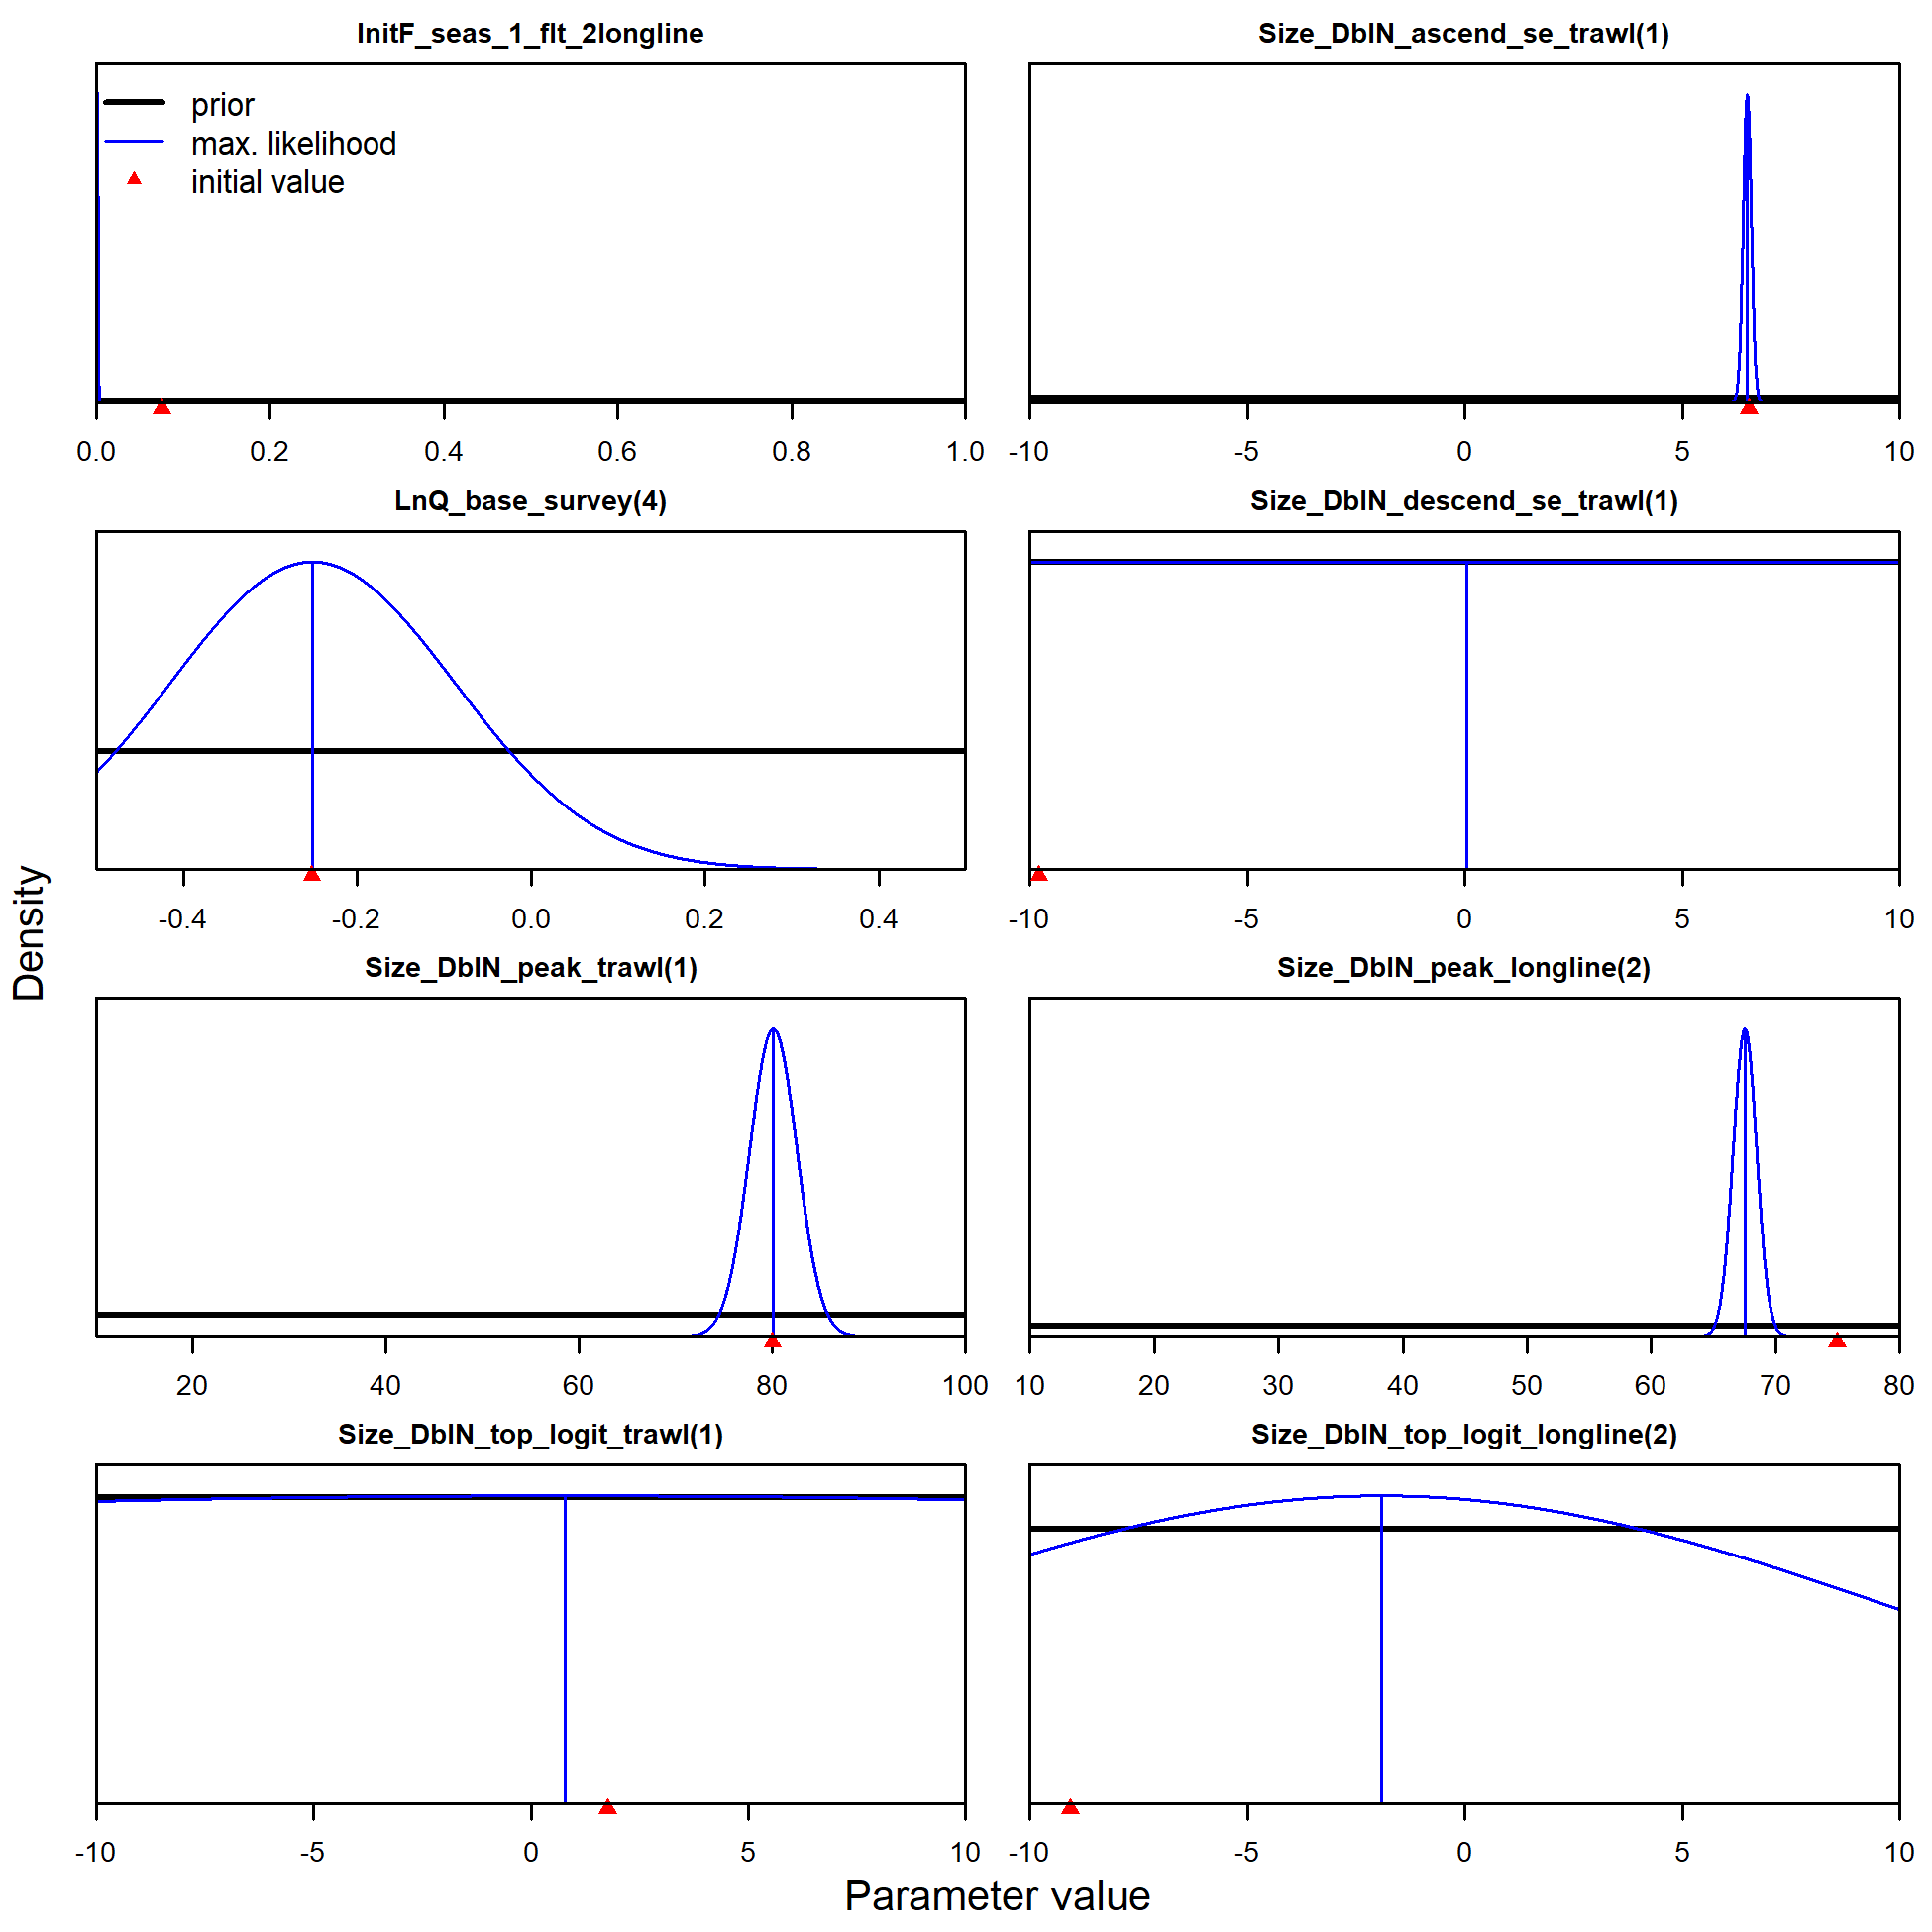 InitF_seas_1_flt_2longline
prior
max. likelihood
initial value
0.0 0.2 0.4 0.6 0.8 1.0
Size_DblN_ascend_se_trawl(1)
-10 -5 0 5 10
LnQ_base_survey(4)
-0.4 -0.2 0.0 0.2 0.4
Size_DblN_descend_se_trawl(1)
-10 -5 0 5 10
Size_DblN_peak_trawl(1)
20 40 60 80 100
Size_DblN_peak_longline(2)
10 20 30 40 50 60 70 80
Size_DblN_top_logit_trawl(1)
-10 -5 0 5 10
Size_DblN_top_logit_longline(2)
-10 -5 0 5 10
Density
Parameter value